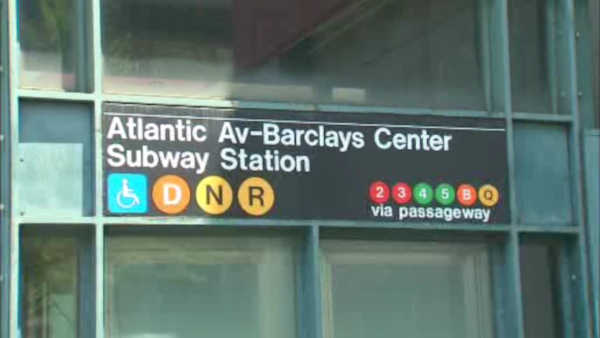 Atlantic Av-Barclays Center
Subway Station
D N R
2 3 4 5 B Q
via passageway